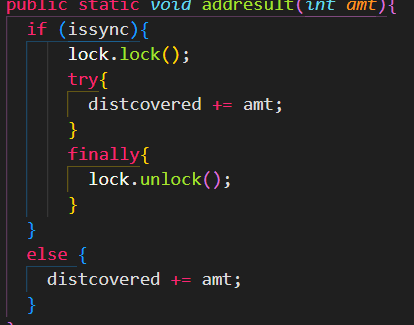 public static void addresult(int amt){
if (issync){
lock.lock();
try{
distcovered += amt;
}
finally{
lock.unlock();
}
}
else {
distcovered += amt;
}
}